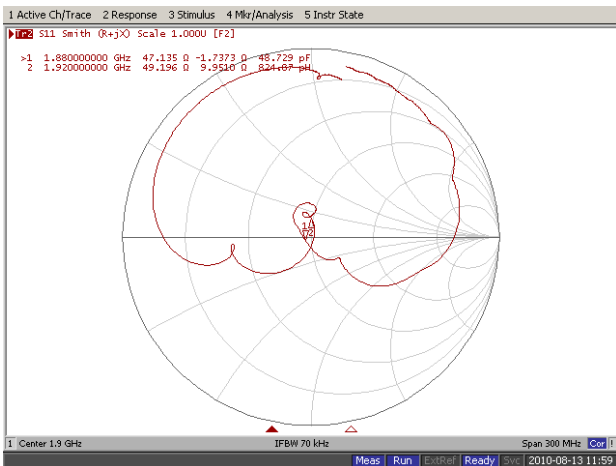 1 Active Ch/Trace 2 Response 3 Stimulus 4 Mkr/Analysis 5 Instr State
Tr2 S11 Smith (R+jX) Scale 1.000U [F2]
>1 1.880000000 GHz 47.135 Ω -1.7373 Ω 48.729 pF
2 1.920000000 GHz 49.196 Ω 9.9510 Ω 824.87 pH
1
2
1 Center 1.9 GHz IFBW 70 kHz Span 300 MHz Cor !
Meas Run ExtRef Ready Svc 2010-08-13 11:59